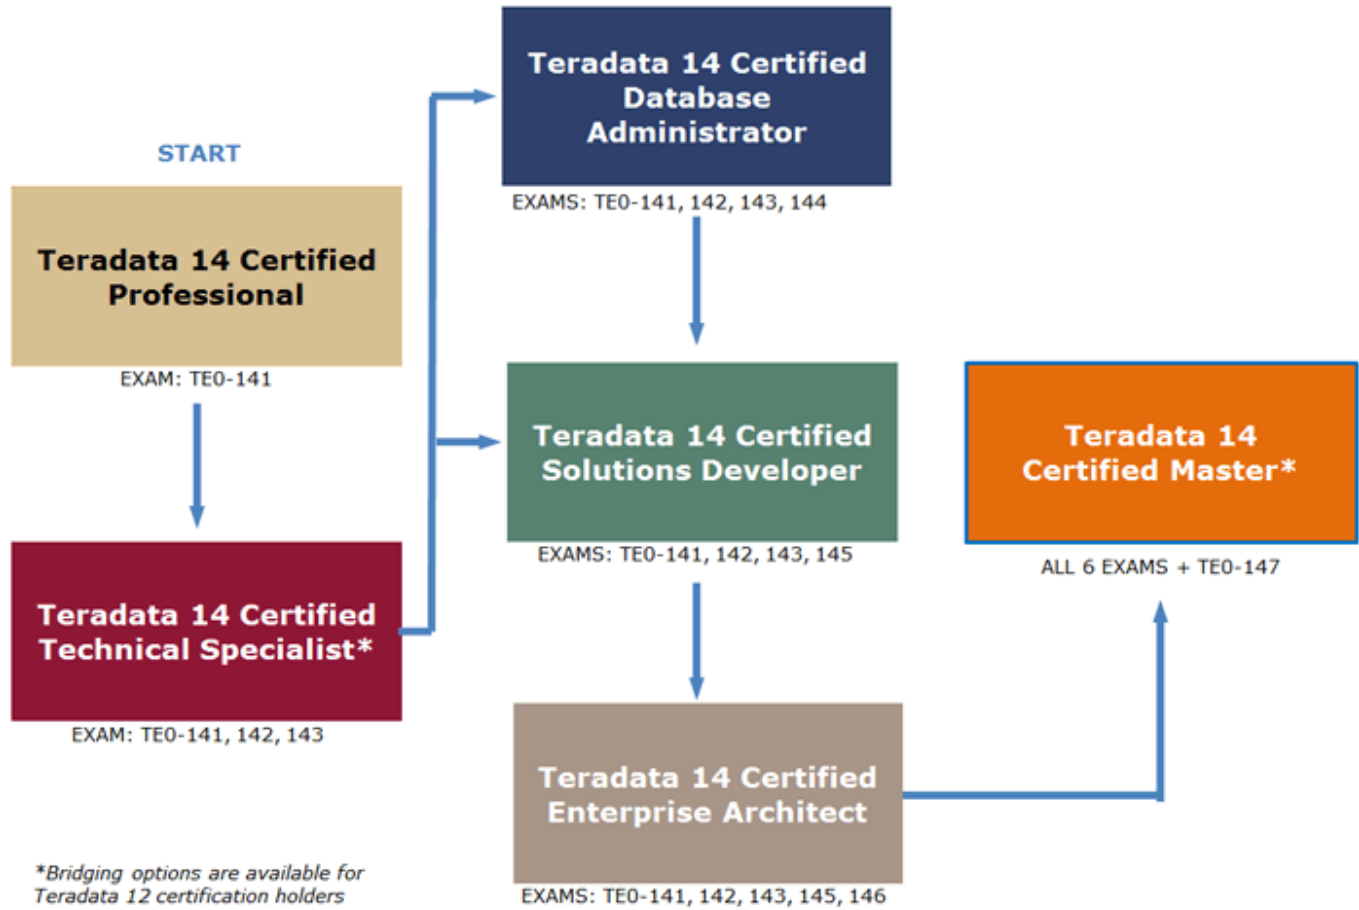 START
Teradata 14 Certified
Professional
EXAM: TE0-141
Teradata 14 Certified
Technical Specialist*
EXAM: TE0-141, 142, 143
Teradata 14 Certified
Database
Administrator
EXAMS: TE0-141, 142, 143, 144
Teradata 14 Certified
Solutions Developer
EXAMS: TE0-141, 142, 143, 145
Teradata 14 Certified
Enterprise Architect
EXAMS: TE0-141, 142, 143, 145, 146
Teradata 14
Certified Master*
ALL 6 EXAMS + TE0-147
*Bridging options are available for
Teradata 12 certification holders